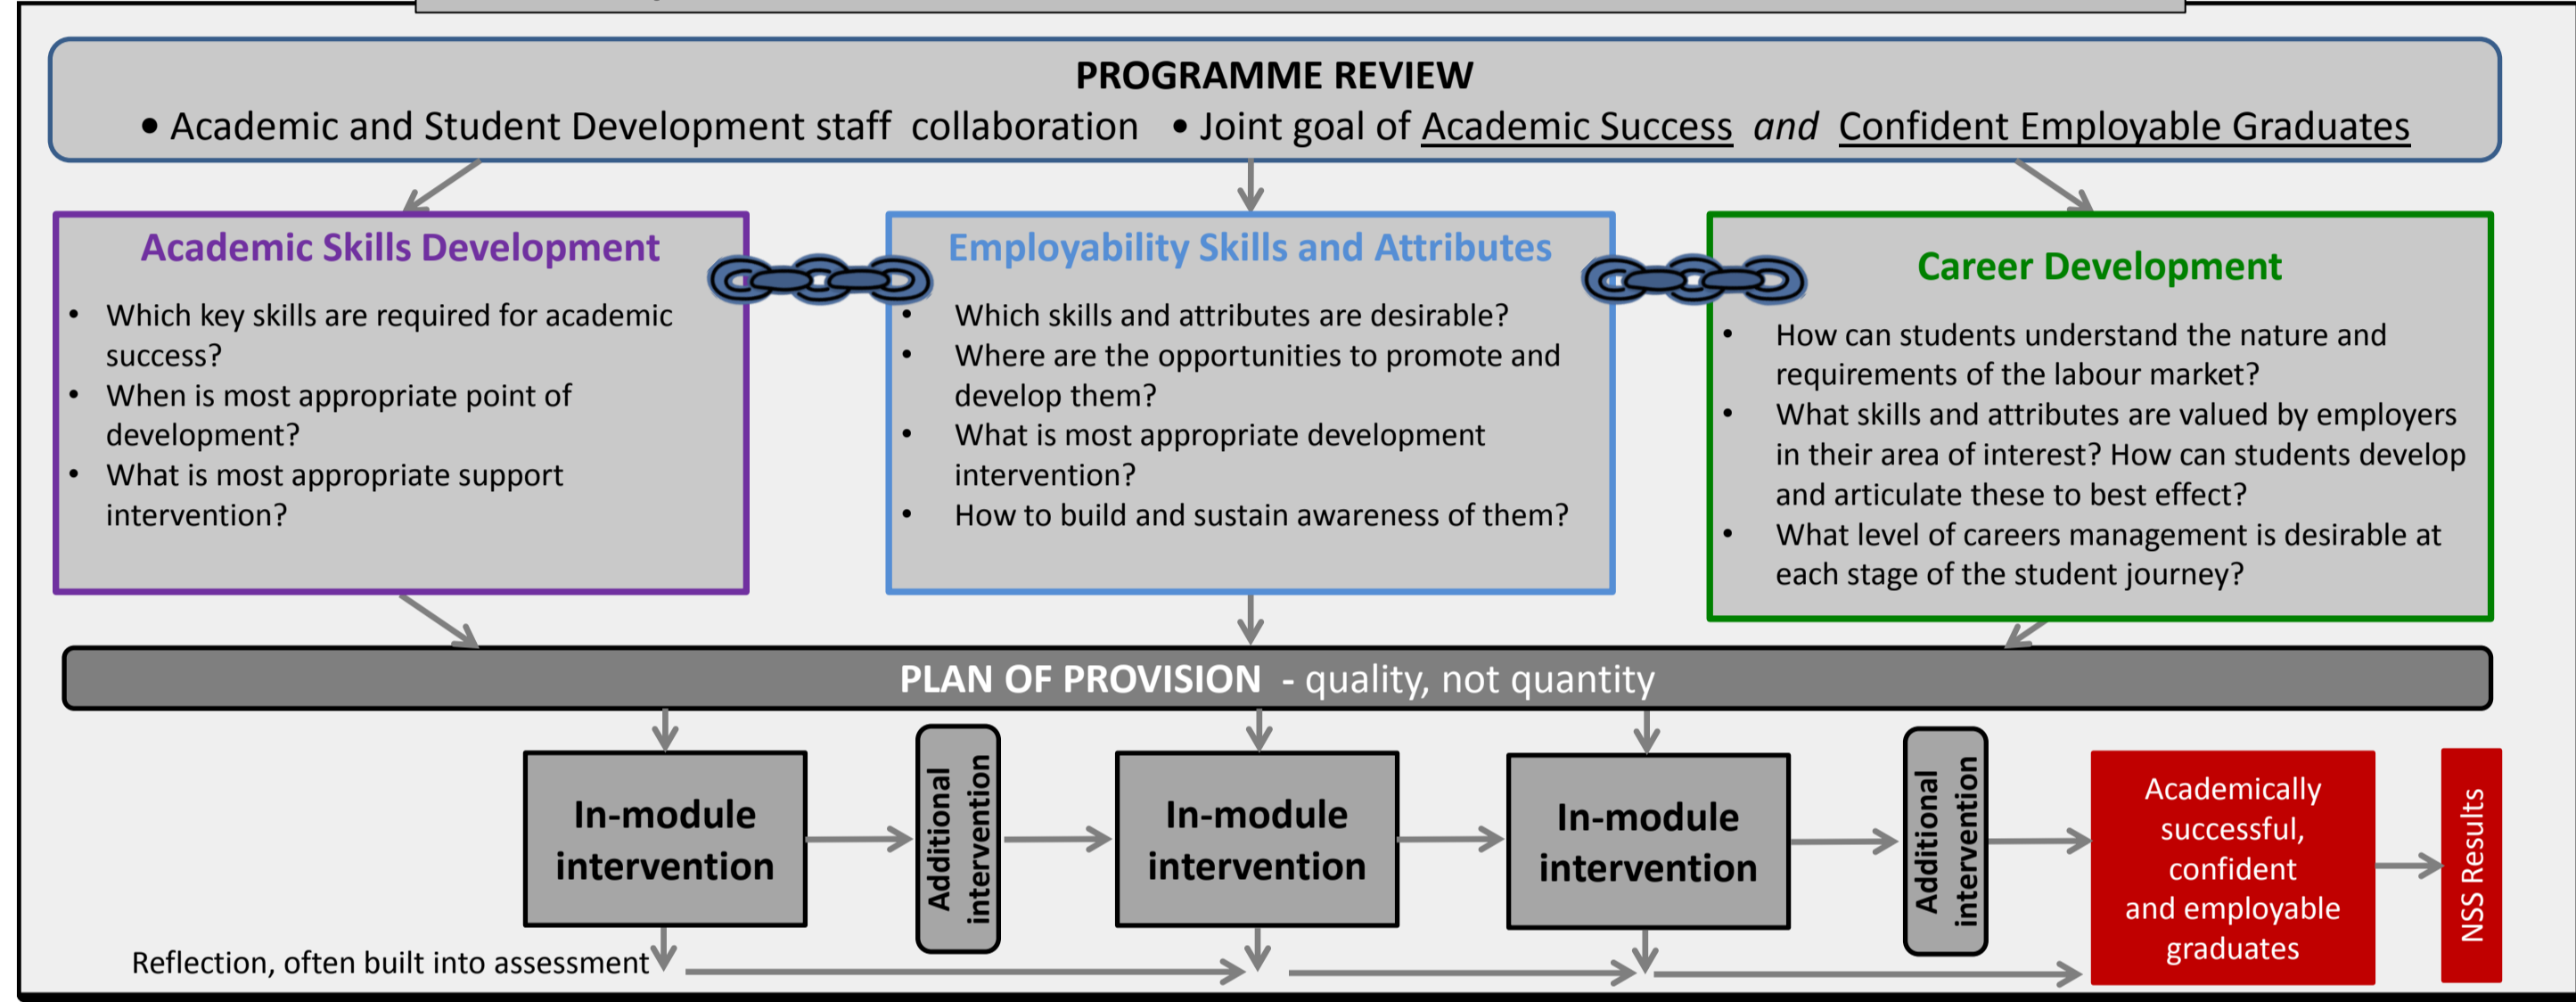 PROGRAMME REVIEW
• Academic and Student Development staff collaboration • Joint goal of Academic Success and Confident Employable Graduates
Academic Skills Development
• Which key skills are required for academic
success?
• When is most appropriate point of
development?
• What is most appropriate support
intervention?
Employability Skills and Attributes
• Which skills and attributes are desirable?
• Where are the opportunities to promote and
develop them?
• What is most appropriate development
intervention?
• How to build and sustain awareness of them?
Career Development
• How can students understand the nature and
requirements of the labour market?
• What skills and attributes are valued by employers
in their area of interest? How can students develop
and articulate these to best effect?
• What level of careers management is desirable at
each stage of the student journey?
PLAN OF PROVISION - quality, not quantity
In-module
intervention
Additional
intervention
In-module
intervention
In-module
intervention
Additional
intervention
Academically
successful,
confident
and employable
graduates
NSS Results
Reflection, often built into assessment